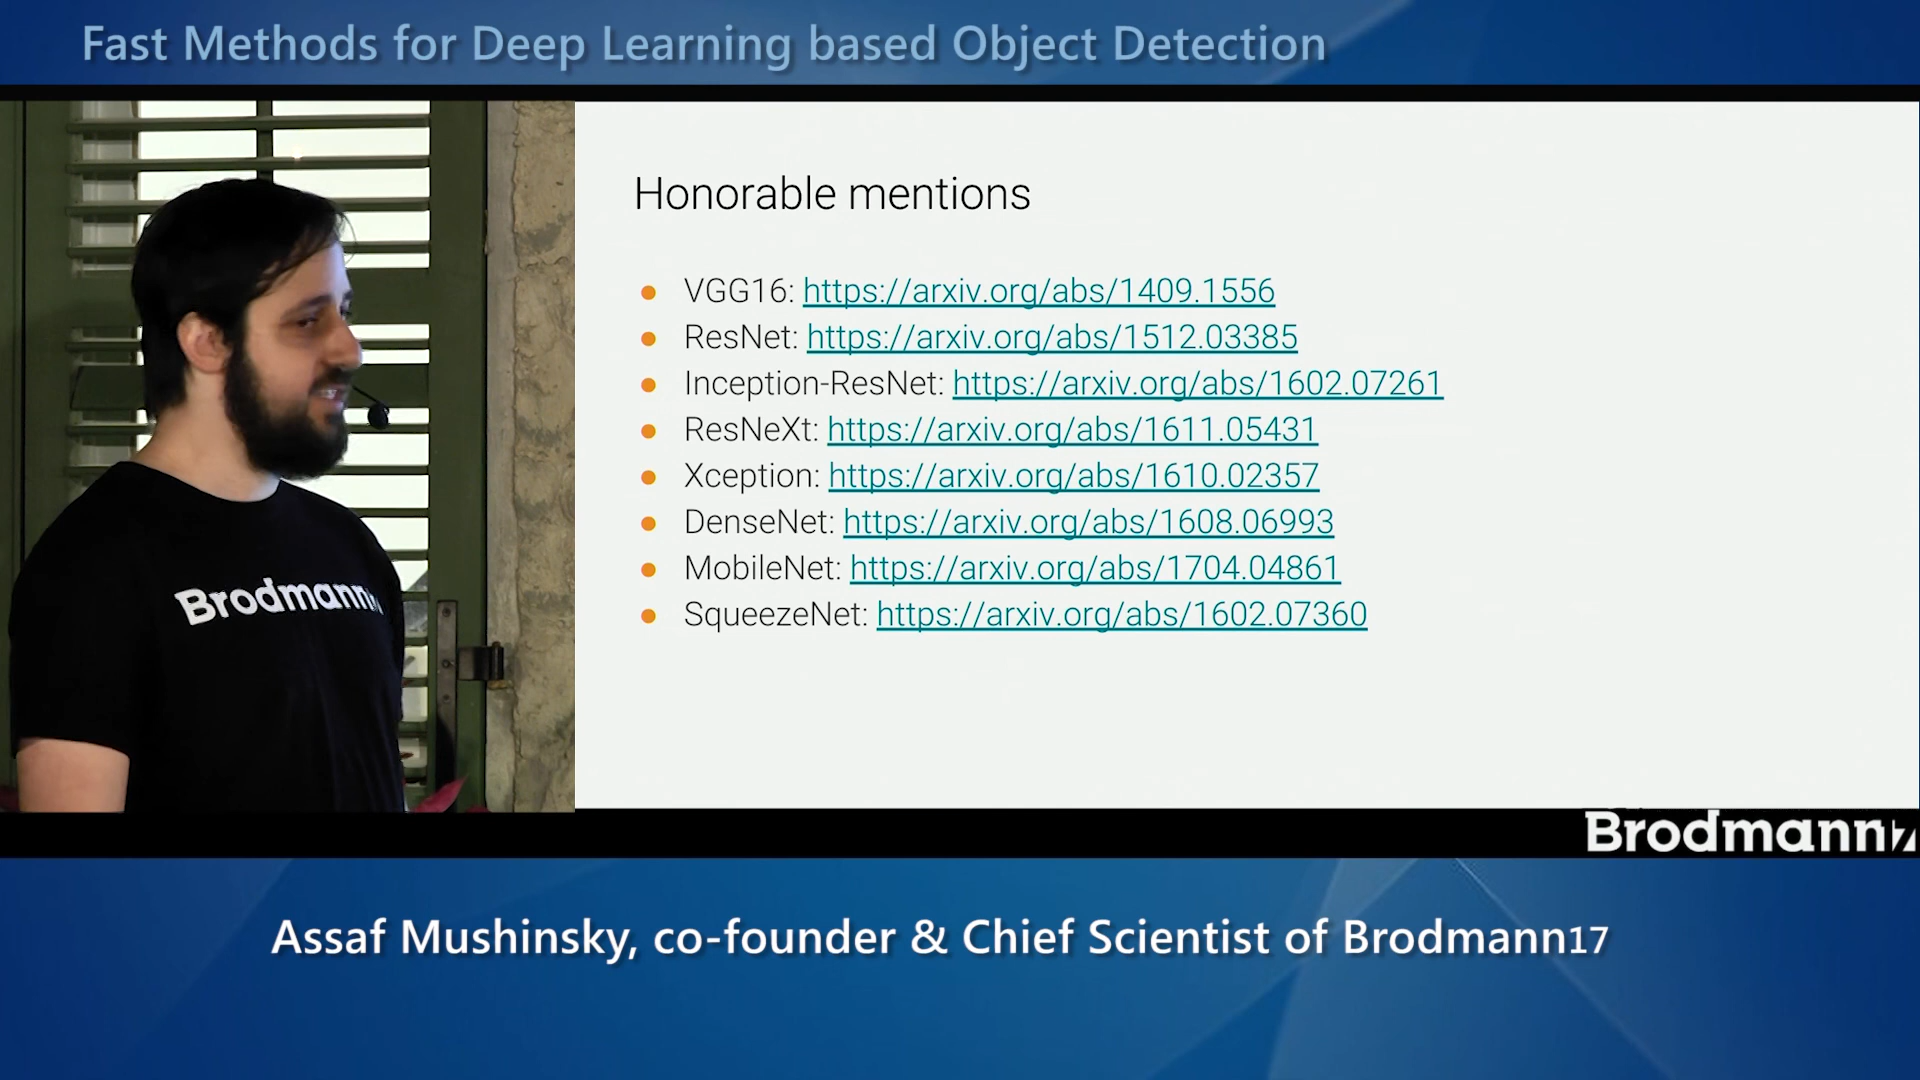 Fast Methods for Deep Learning based Object Detection
Honorable mentions
VGG16: https://arxiv.org/abs/1409.1556
ResNet: https://arxiv.org/abs/1512.03385
Inception-ResNet: https://arxiv.org/abs/1602.07261
ResNeXt: https://arxiv.org/abs/1611.05431
Xception: https://arxiv.org/abs/1610.02357
DenseNet: https://arxiv.org/abs/1608.06993
MobileNet: https://arxiv.org/abs/1704.04861
SqueezeNet: https://arxiv.org/abs/1602.07360
Brodmann
Brodmann17
Assaf Mushinsky, co-founder & Chief Scientist of Brodmann17